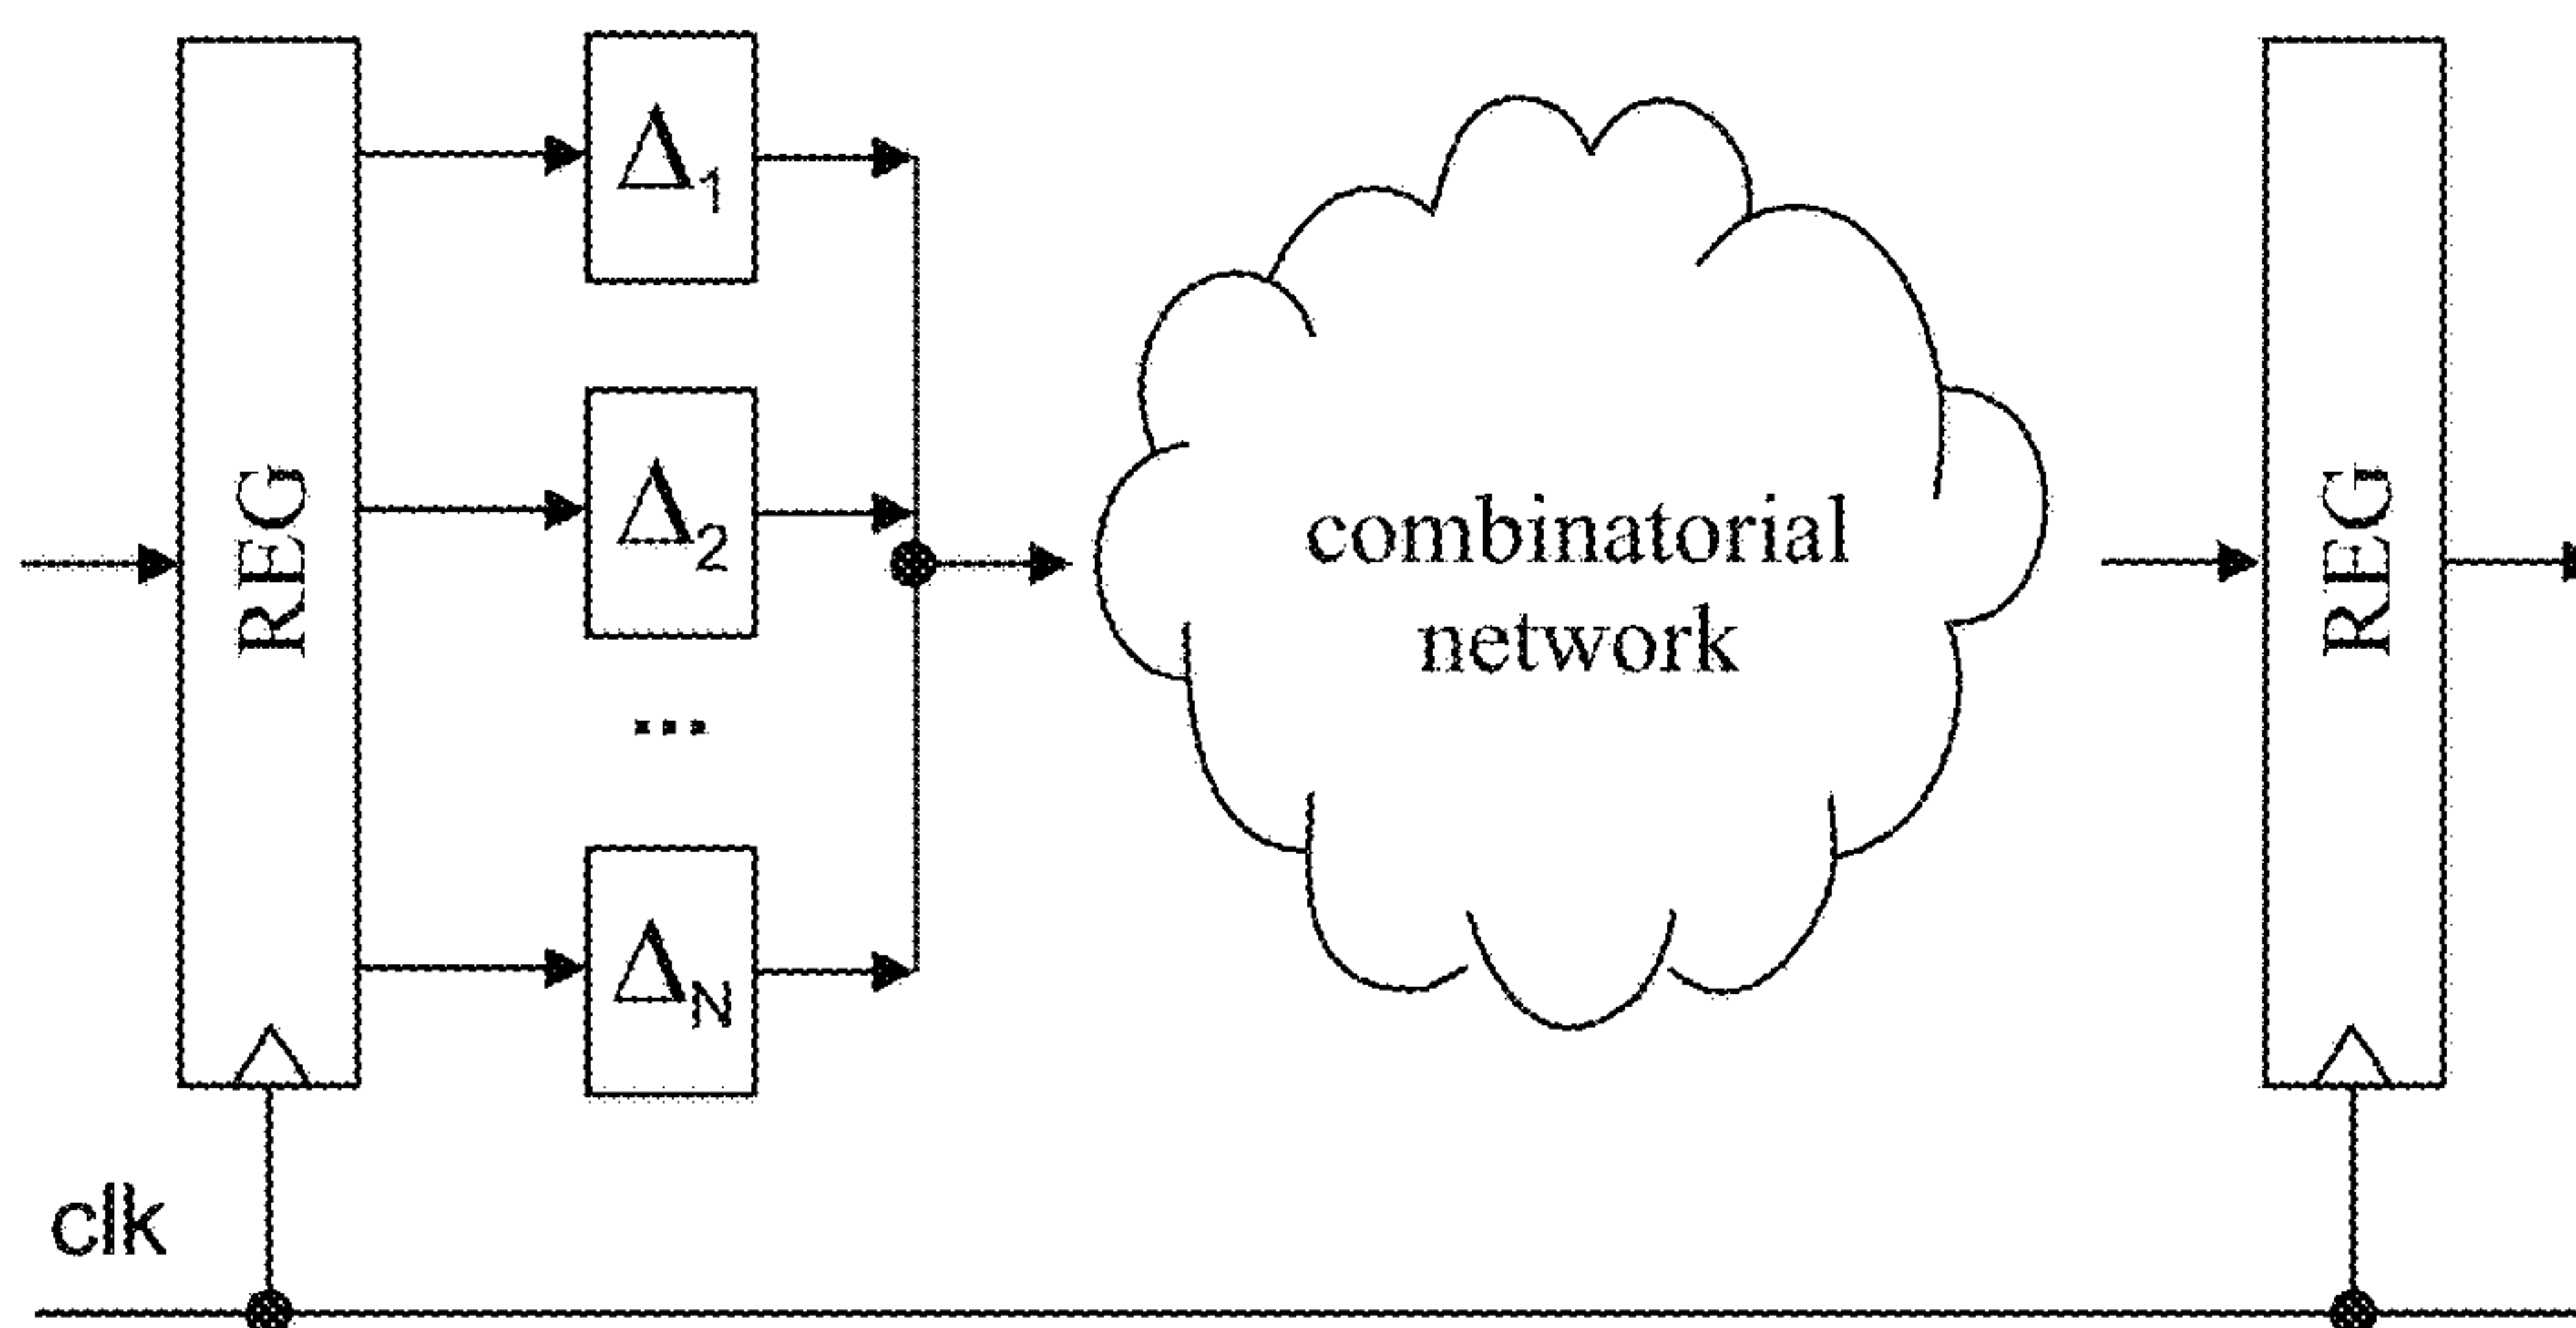 REG
Δ1
Δ2
...
ΔN
combinatorial
network
REG
clk